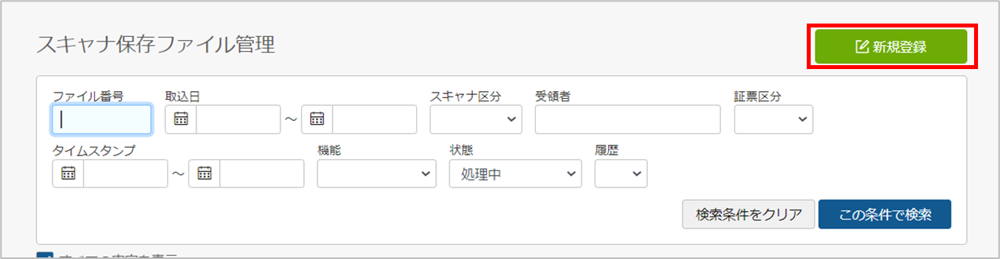 スキャナ保存ファイル管理
新規登録
ファイル番号 取込日 スキャナ区分 受領者 証票区分
～
タイムスタンプ 機能 状態 履歴
～ 処理中
検索条件をクリア この条件で検索